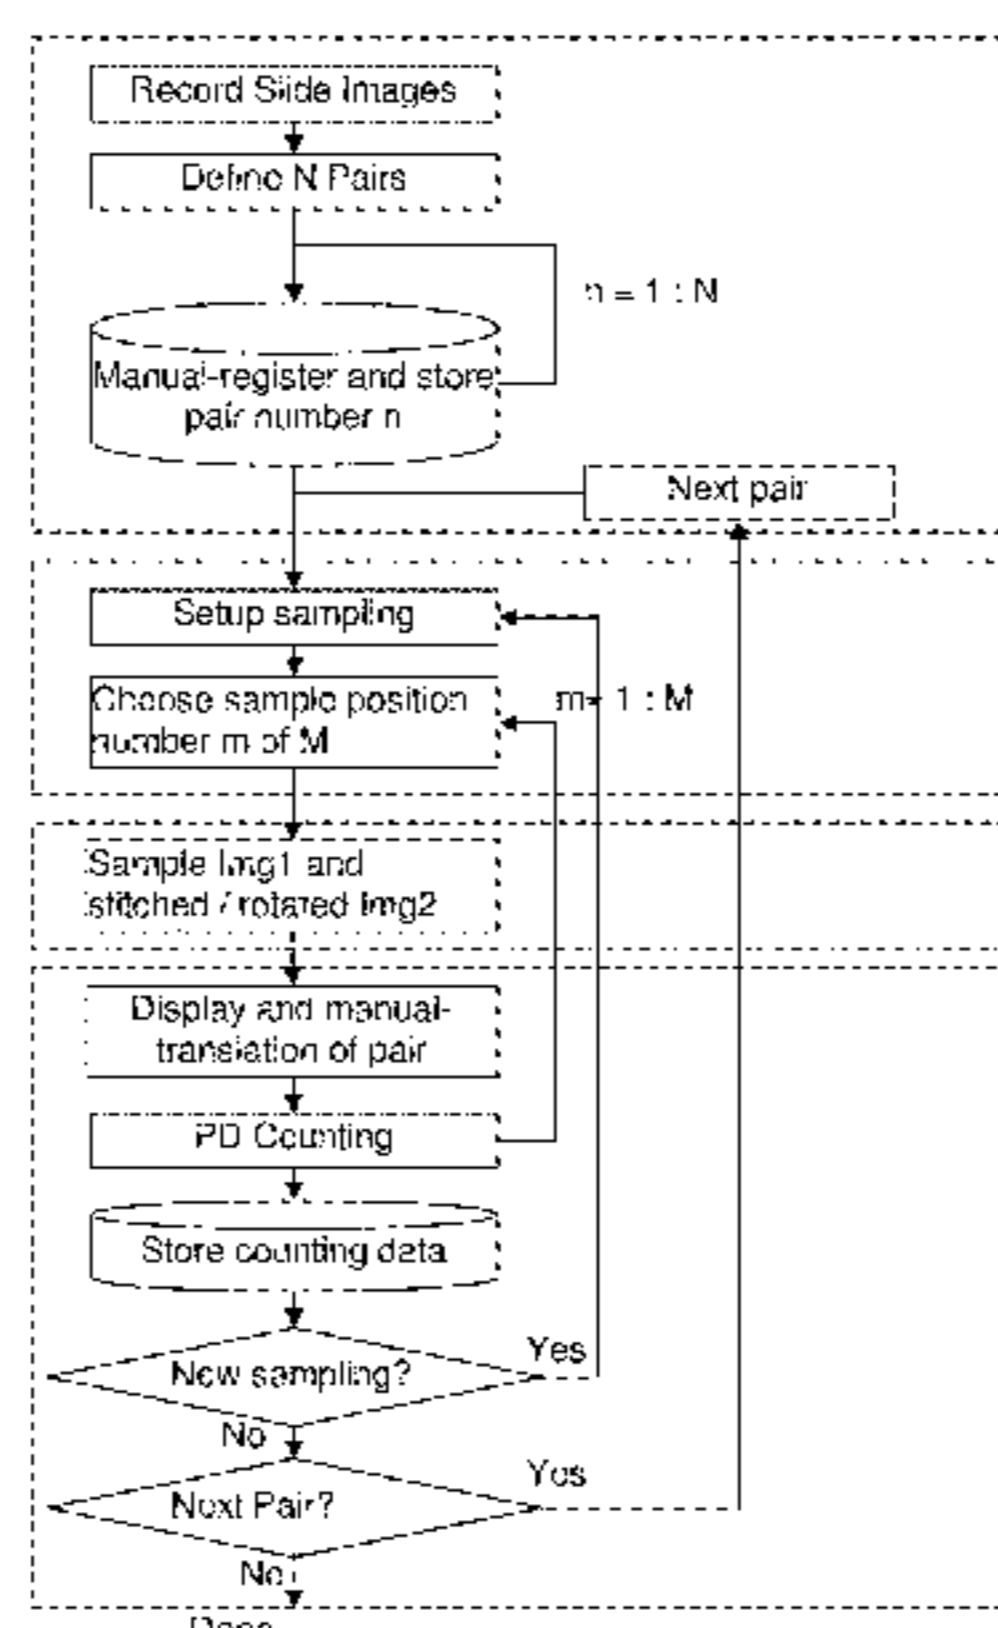 Record Slide Images
Define N Pairs
n = 1 : N
Manual-register and store
pair number n
Next pair
Setup sampling
Choose sample position
number m of M
m= 1 : M
Sample Img1 and
stitched / rotared Img2
Display and manual-
translation of pair
PD Counting
Store counting data
New sampling?
Yes
No
Next Pair?
Yes
No